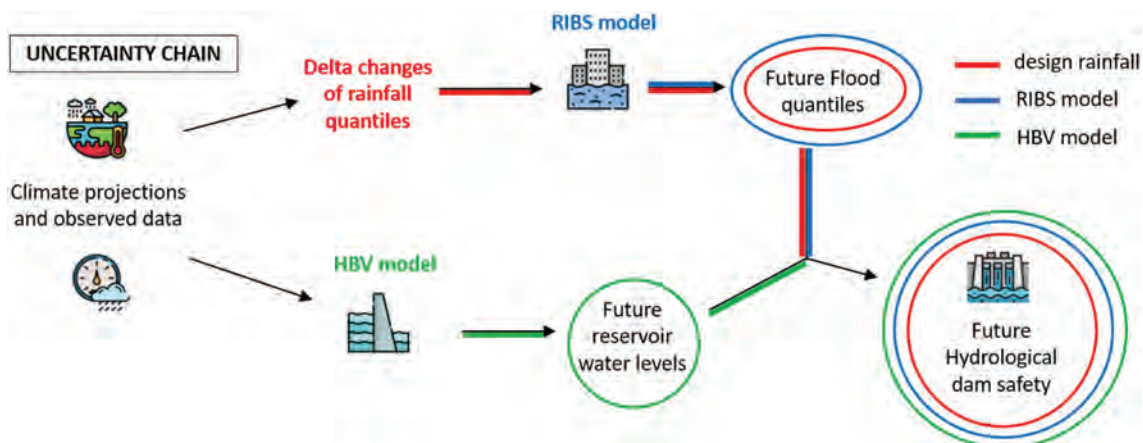 UNCERTAINTY CHAIN
Climate projections
and observed data
Delta changes
of rainfall
quantiles
RIBS model
Future Flood
quantiles
design rainfall
RIBS model
HBV model
HBV model
Future
reservoir
water levels
Future
Hydrological
dam safety